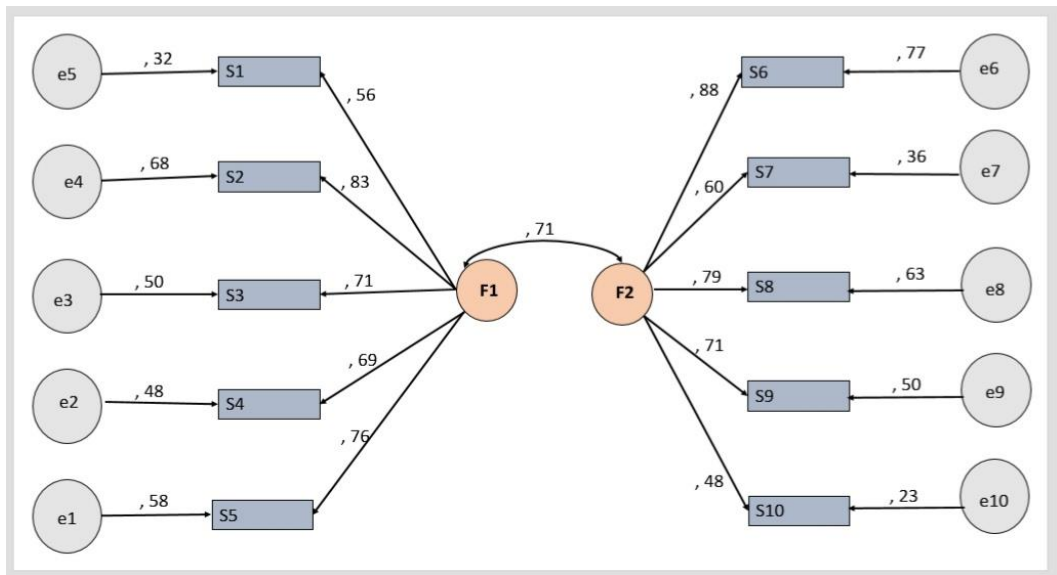 e5
, 32
S1
, 56
e4
, 68
S2
, 83
e3
, 50
S3
, 71
e2
, 48
S4
, 69
e1
, 58
S5
, 76
F1
, 71
F2
, 88
S6
, 77
e6
, 60
S7
, 36
e7
, 79
S8
, 63
e8
, 71
S9
, 50
e9
, 48
S10
, 23
e10